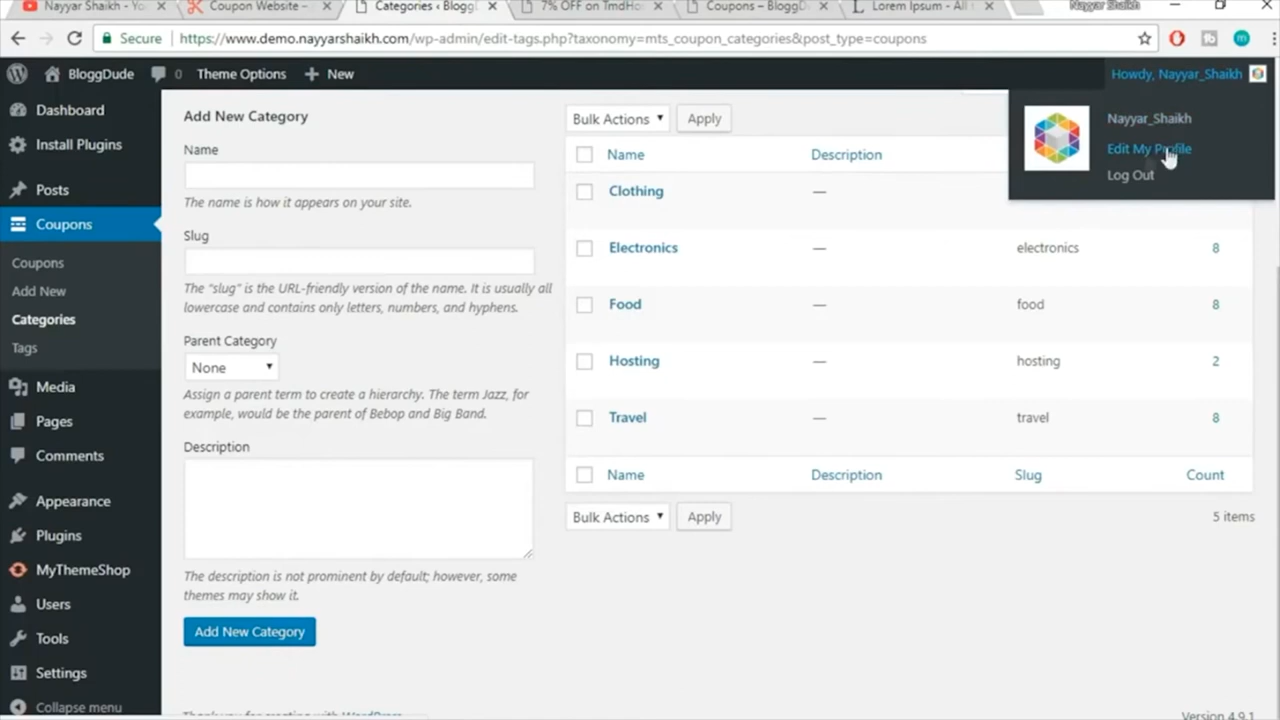 Nayyar Shaikh - Yo
Coupon Website -
Categories ‹ Blogg
7% OFF on TmdHo
Coupons – BloggD
Lorem Ipsum - All
Nayyar Shaikh
Secure
https://www.demo.nayyarshaikh.com/wp-admin/edit-tags.php?taxonomy=mts_coupon_categories&post_type=coupons
BloggDude
0
Theme Options
New
Howdy, Nayyar_Shaikh
Nayyar_Shaikh
Edit My Profile
Log Out
Dashboard
Install Plugins
Posts
Coupons
Coupons
Add New
Categories
Tags
Media
Pages
Comments
Appearance
Plugins
MyThemeShop
Users
Tools
Settings
Collapse menu
Add New Category
Name
The name is how it appears on your site.
Slug
The “slug” is the URL-friendly version of the name. It is usually all
lowercase and contains only letters, numbers, and hyphens.
Parent Category
None
Assign a parent term to create a hierarchy. The term Jazz, for
example, would be the parent of Bebop and Big Band.
Description
The description is not prominent by default; however, some
themes may show it.
Add New Category
Bulk Actions
Apply
Name Description
Clothing —
Electronics — electronics 8
Food — food 8
Hosting — hosting 2
Travel — travel 8
Name Description Slug Count
Bulk Actions
Apply
5 items
Thank you for creating with WordPress.
Version 4.9.1